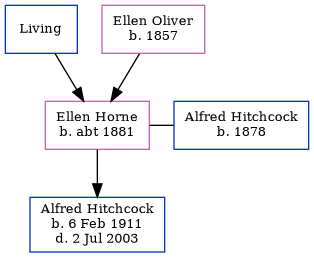 Living
Ellen Oliver
b. 1857
Ellen Horne
b. abt 1881
Alfred Hitchcock
b. 1878
Alfred Hitchcock
b. 6 Feb 1911
d. 2 Jul 2003